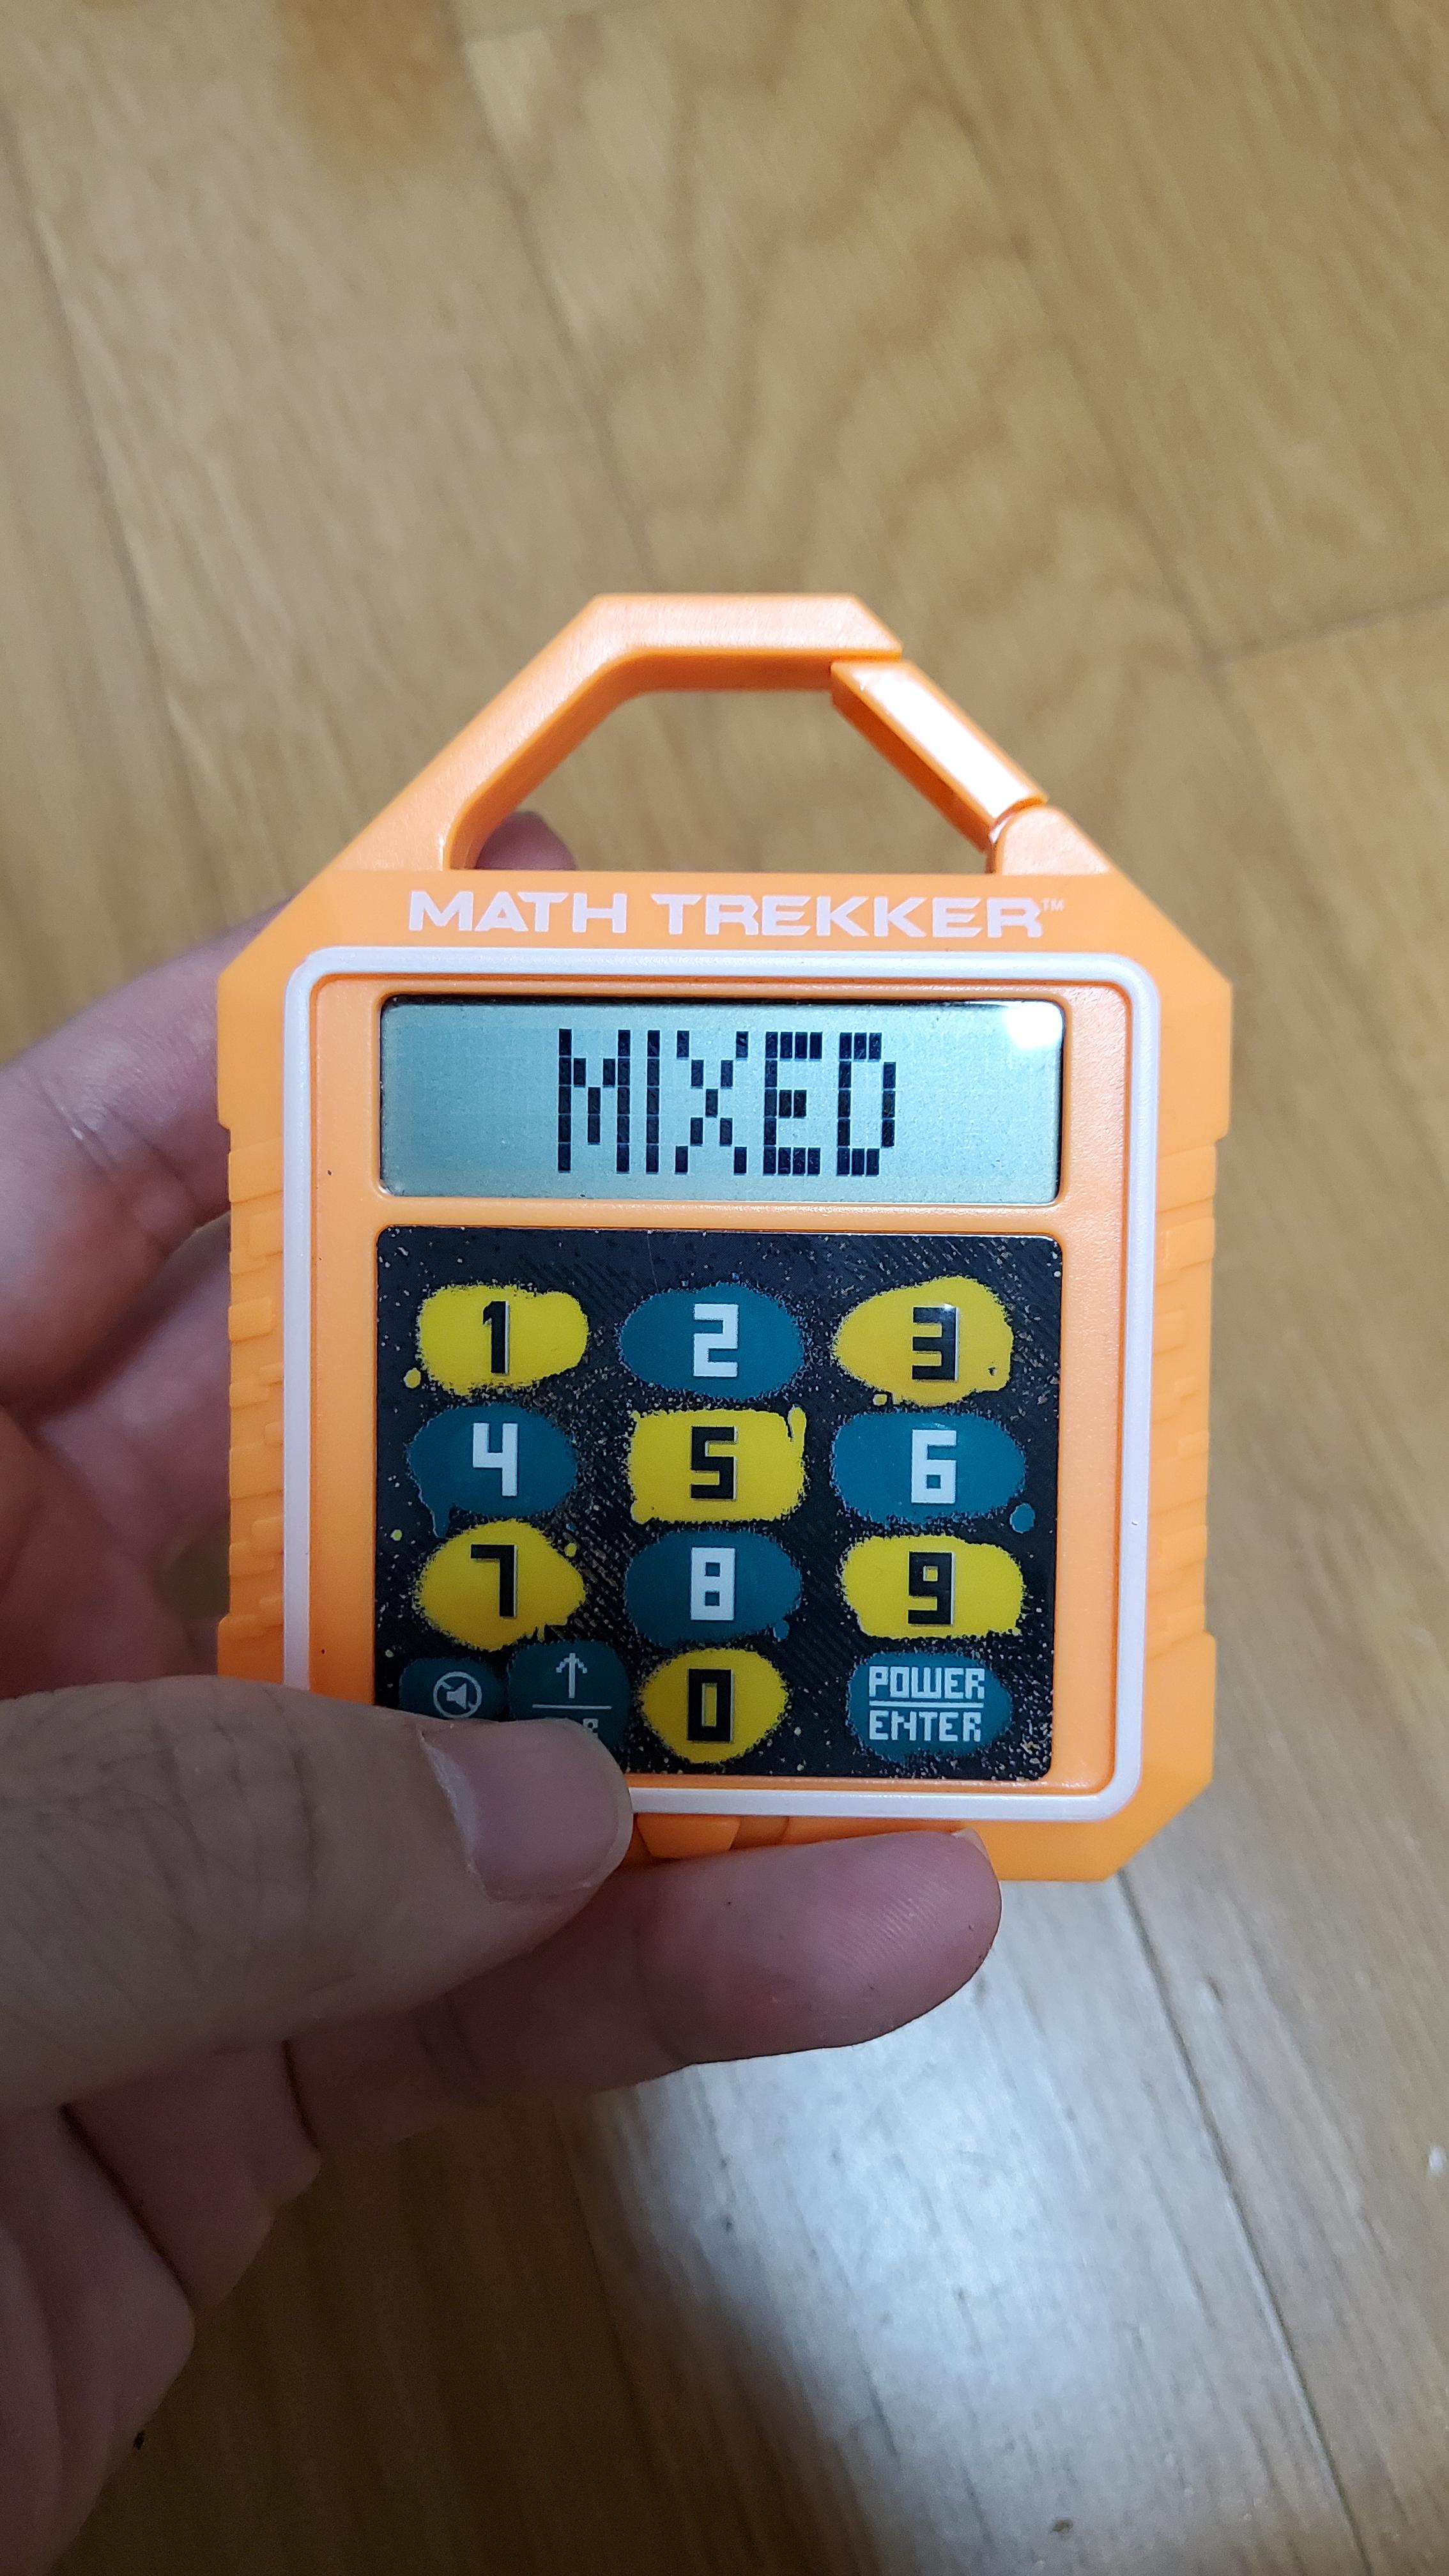 MATH TREKKER™
MIXED
1 2 3
4 5 6
7 8 9
0 POWER
ENTER